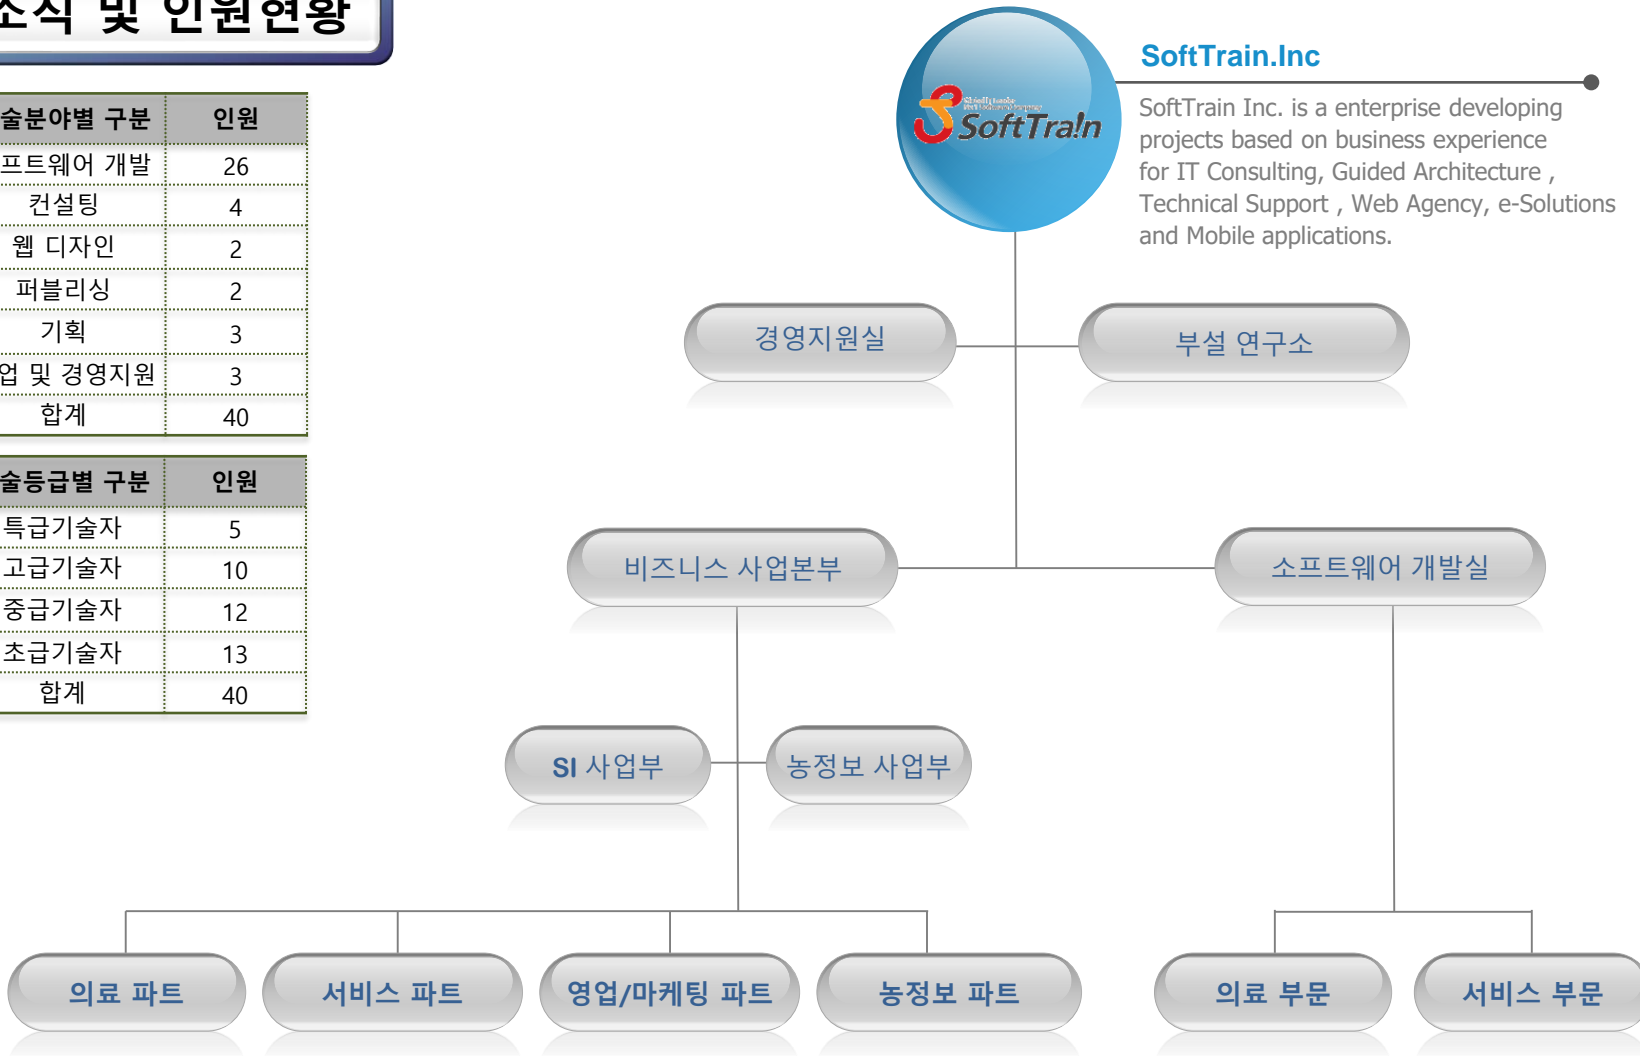 조직 및 인원현황
SoftTrain.Inc
SoftTrain Inc. is a enterprise developing
projects based on business experience
for IT Consulting, Guided Architecture ,
Technical Support , Web Agency, e-Solutions
and Mobile applications.
SoftTra!n
술분야별 구분 인원
프트웨어 개발 26
컨설팅 4
웹 디자인 2
퍼블리싱 2
기획 3
업 및 경영지원 3
합계 40
술등급별 구분 인원
특급기술자 5
고급기술자 10
중급기술자 12
초급기술자 13
합계 40
경영지원실
부설 연구소
비즈니스 사업본부
소프트웨어 개발실
SI 사업부
농정보 사업부
의료 파트
서비스 파트
영업/마케팅 파트
농정보 파트
의료 부문
서비스 부문